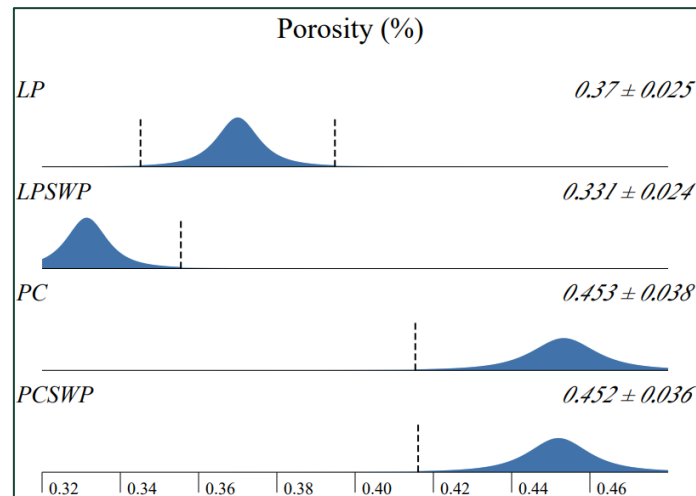 Porosity (%)
LP 0.37 ± 0.025
LPSWP 0.331 ± 0.024
PC 0.453 ± 0.038
PCSWP 0.452 ± 0.036
0.32 0.34 0.36 0.38 0.40 0.42 0.44 0.46